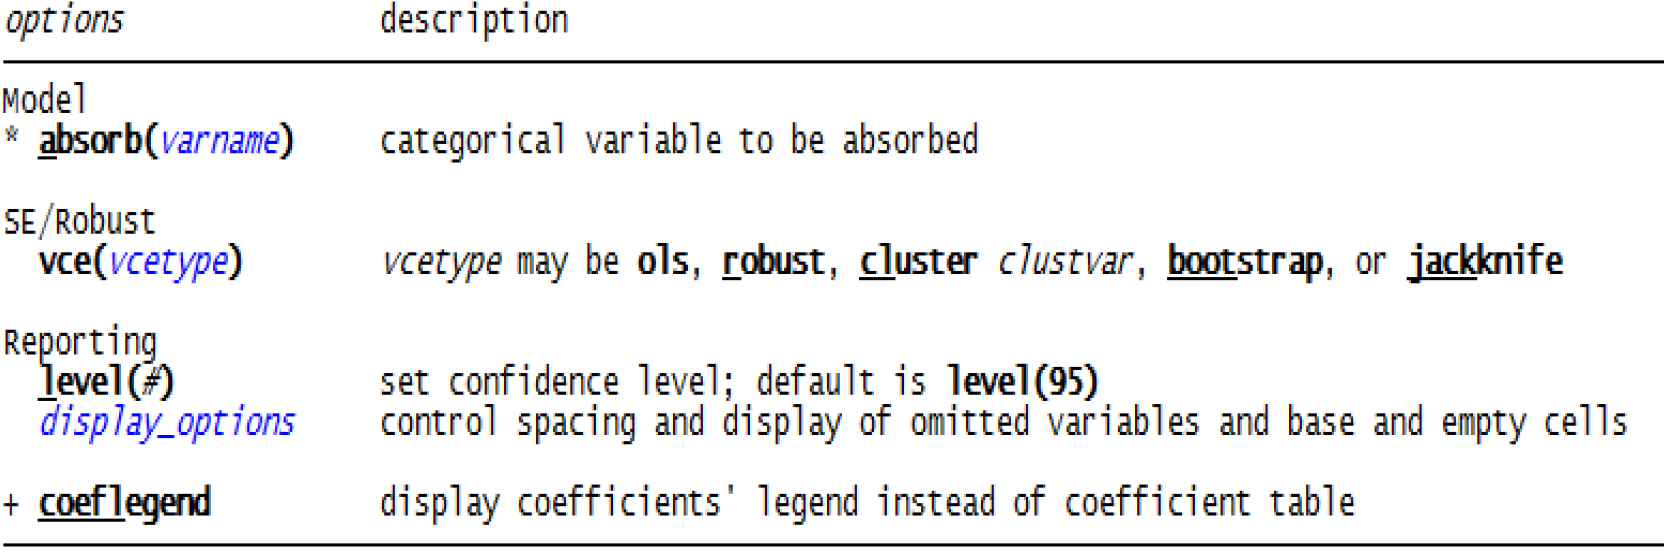 options description
Model
* absorb(varname) categorical variable to be absorbed
SE/Robust
vce(vcetype) vcetype may be ols, robust, cluster clustvar, bootstrap, or jackknife
Reporting
level(#) set confidence level; default is level(95)
display_options control spacing and display of omitted variables and base and empty cells
+ coeflegend display coefficients' legend instead of coefficient table